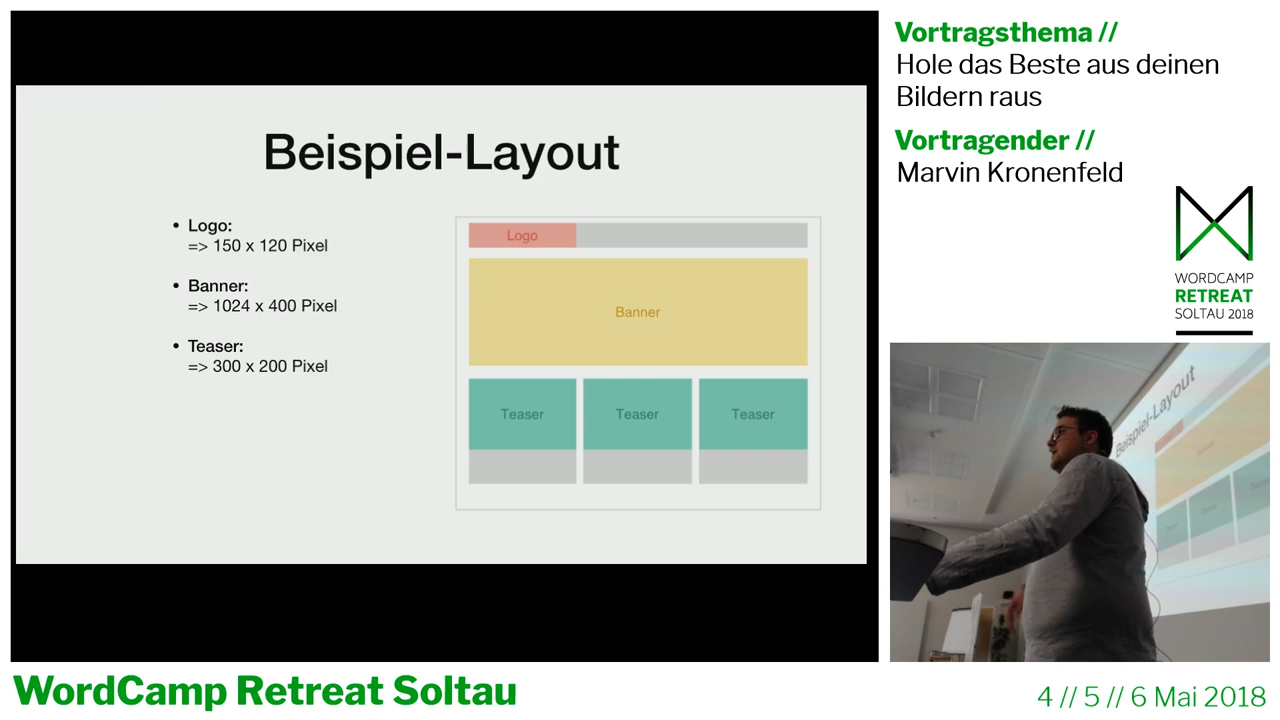 Beispiel-Layout
• Logo:
=> 150 x 120 Pixel
• Banner:
=> 1024 x 400 Pixel
• Teaser:
=> 300 x 200 Pixel
Logo
Banner
Teaser Teaser Teaser
Vortragsthema //
Hole das Beste aus deinen
Bildern raus
Vortragender //
Marvin Kronenfeld
WORDCAMP
RETREAT
SOLTAU 2018
Beispiel-Layout
WordCamp Retreat Soltau
4 // 5 // 6 Mai 2018